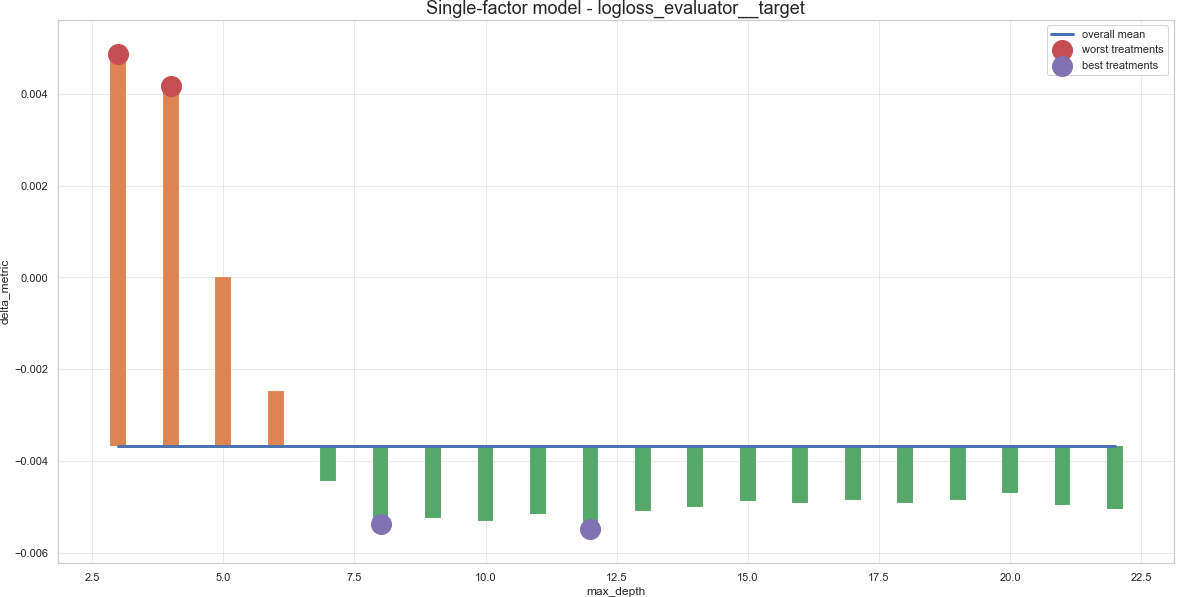 Single-factor model - logloss_evaluator__target
overall mean
worst treatments
best treatments
delta_metric
0.004
0.002
0.000
−0.002
−0.004
−0.006
2.5 5.0 7.5 10.0 12.5 15.0 17.5 20.0 22.5
max_depth